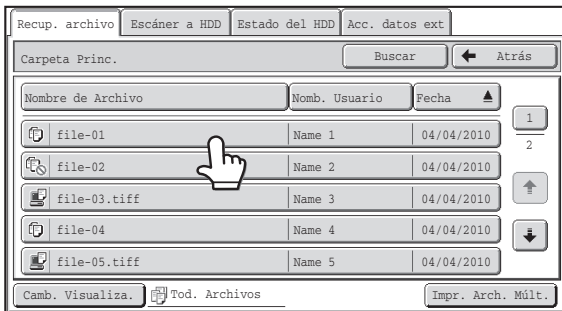 Recup. archivo Escáner a HDD Estado del HDD Acc. datos ext
Carpeta Princ. Buscar Atrás
Nombre de Archivo Nomb. Usuario Fecha
file-01 Name 1 04/04/2010 1
2
file-02 Name 2 04/04/2010
file-03.tiff Name 3 04/04/2010
file-04 Name 4 04/04/2010
file-05.tiff Name 5 04/04/2010
Camb. Visualiza. Tod. Archivos Impr. Arch. Múlt.